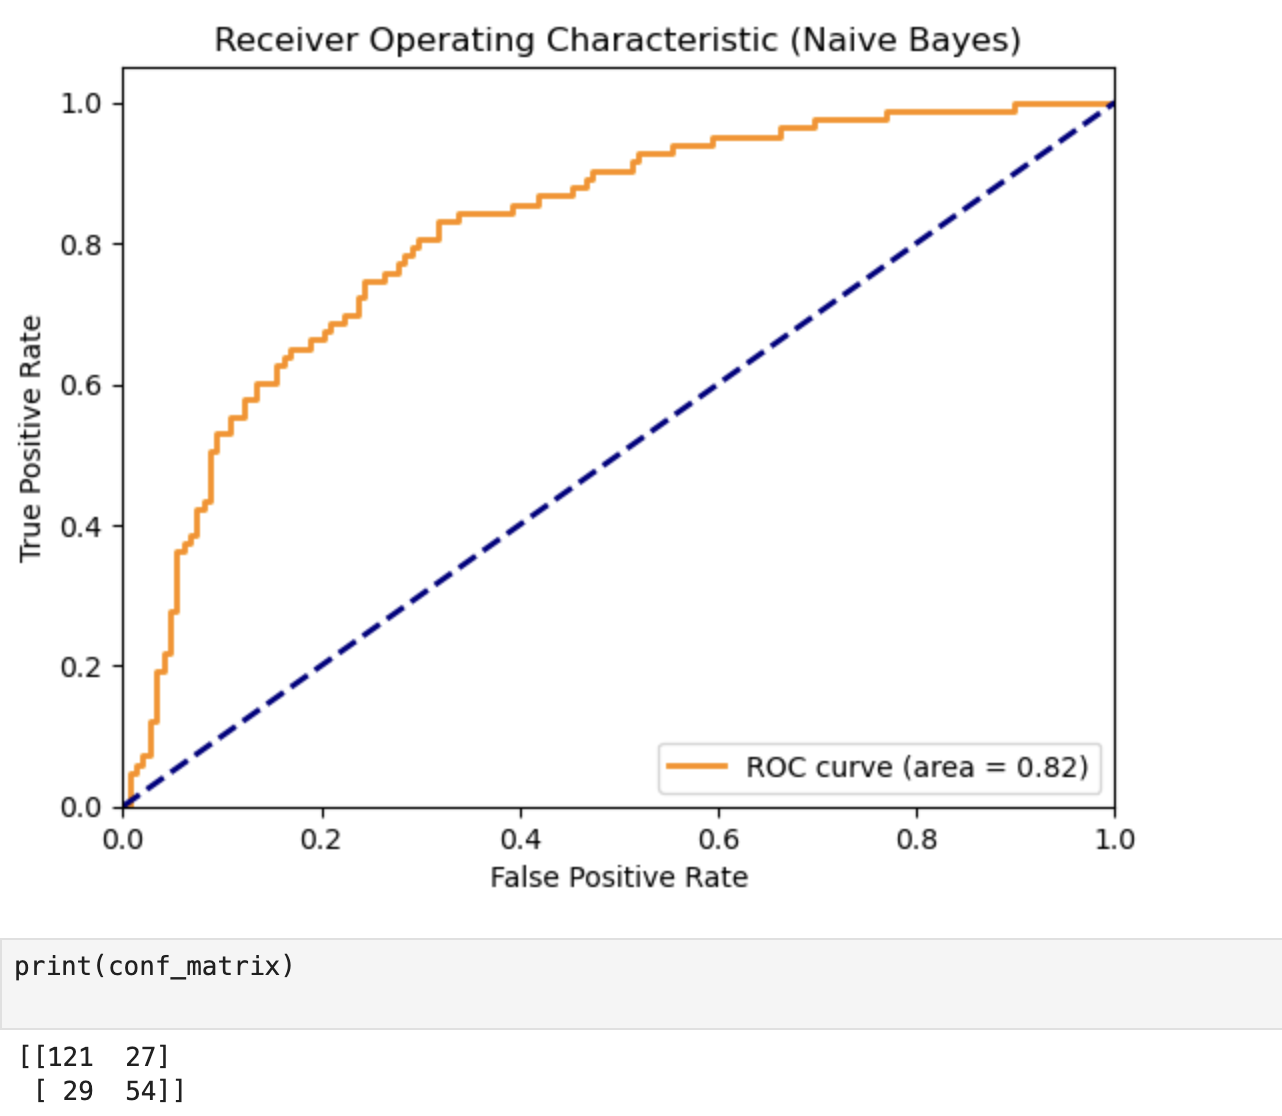 Receiver Operating Characteristic (Naive Bayes)
1.0
0.8
0.6
0.4
0.2
0.0
True Positive Rate
ROC curve (area = 0.82)
0.0 0.2 0.4 0.6 0.8 1.0
False Positive Rate
print(conf_matrix)
[[121  27]
 [ 29  54]]